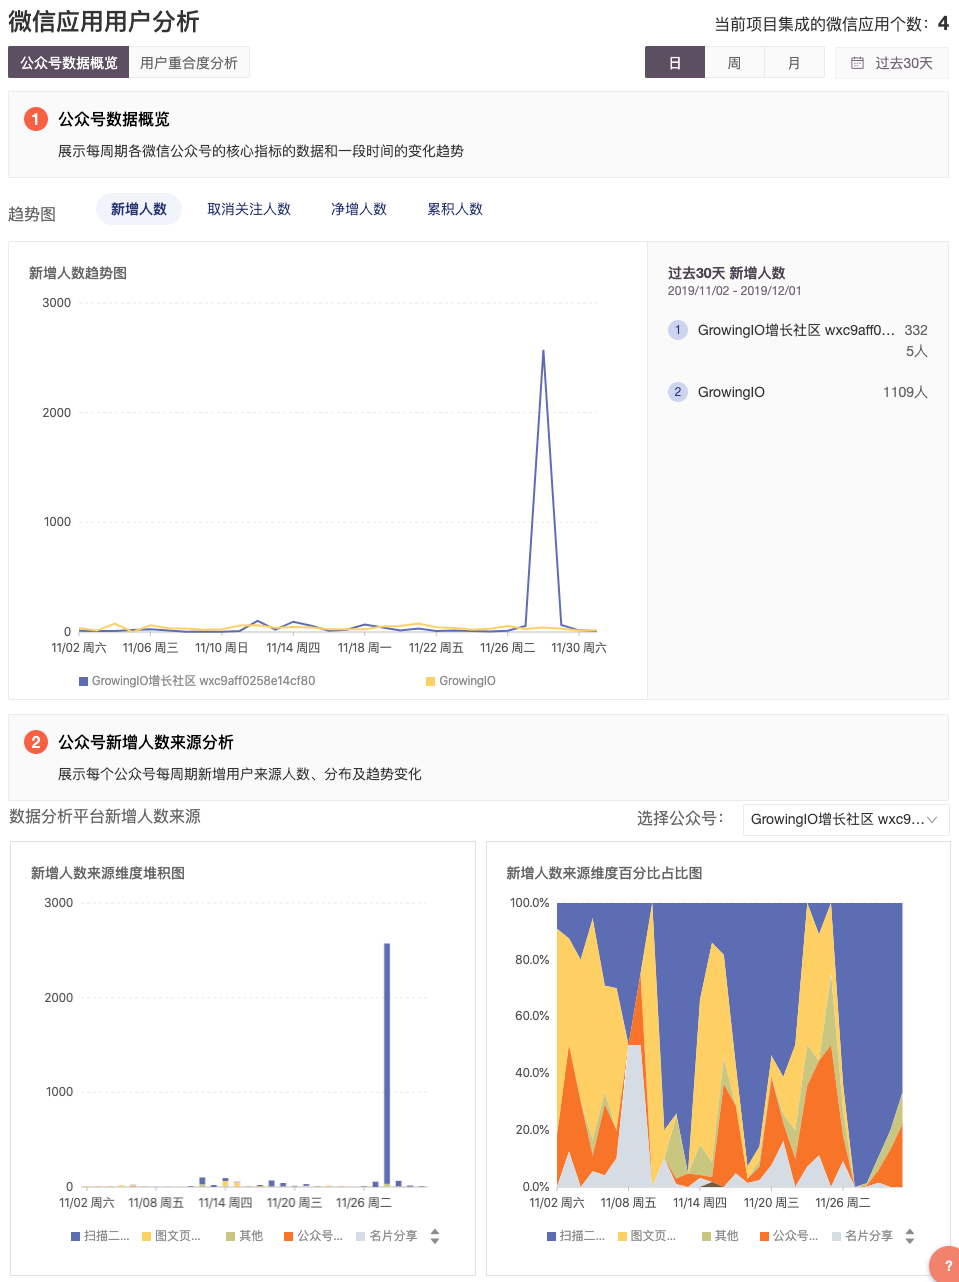 微信应用用户分析
当前项目集成的微信应用个数：4
公众号数据概览 用户重合度分析
日 周 月 过去30天
1 公众号数据概览
展示每周期各微信公众号的核心指标的数据和一段时间的变化趋势
趋势图 新增人数 取消关注人数 净增人数 累积人数
新增人数趋势图
3000
2000
1000
0
11/02 周六 11/06 周三 11/10 周日 11/14 周四 11/18 周一 11/22 周五 11/26 周二 11/30 周六
GrowingIO增长社区 wxc9aff0258e14cf80 GrowingIO
过去30天 新增人数
2019/11/02 - 2019/12/01
1 GrowingIO增长社区 wxc9aff0... 332
5人
2 GrowingIO 1109人
2 公众号新增人数来源分析
展示每个公众号每周期新增用户来源人数、分布及趋势变化
数据分析平台新增人数来源
选择公众号： GrowingIO增长社区 wxc9...
新增人数来源维度堆积图
3000
2000
1000
0
11/02 周六 11/08 周五 11/14 周四 11/20 周三 11/26 周二
扫描二... 图文页... 其他 公众号... 名片分享
新增人数来源维度百分比占比图
100.0%
80.0%
60.0%
40.0%
20.0%
0.0%
11/02 周六 11/08 周五 11/14 周四 11/20 周三 11/26 周二
扫描二... 图文页... 其他 公众号... 名片分享
?